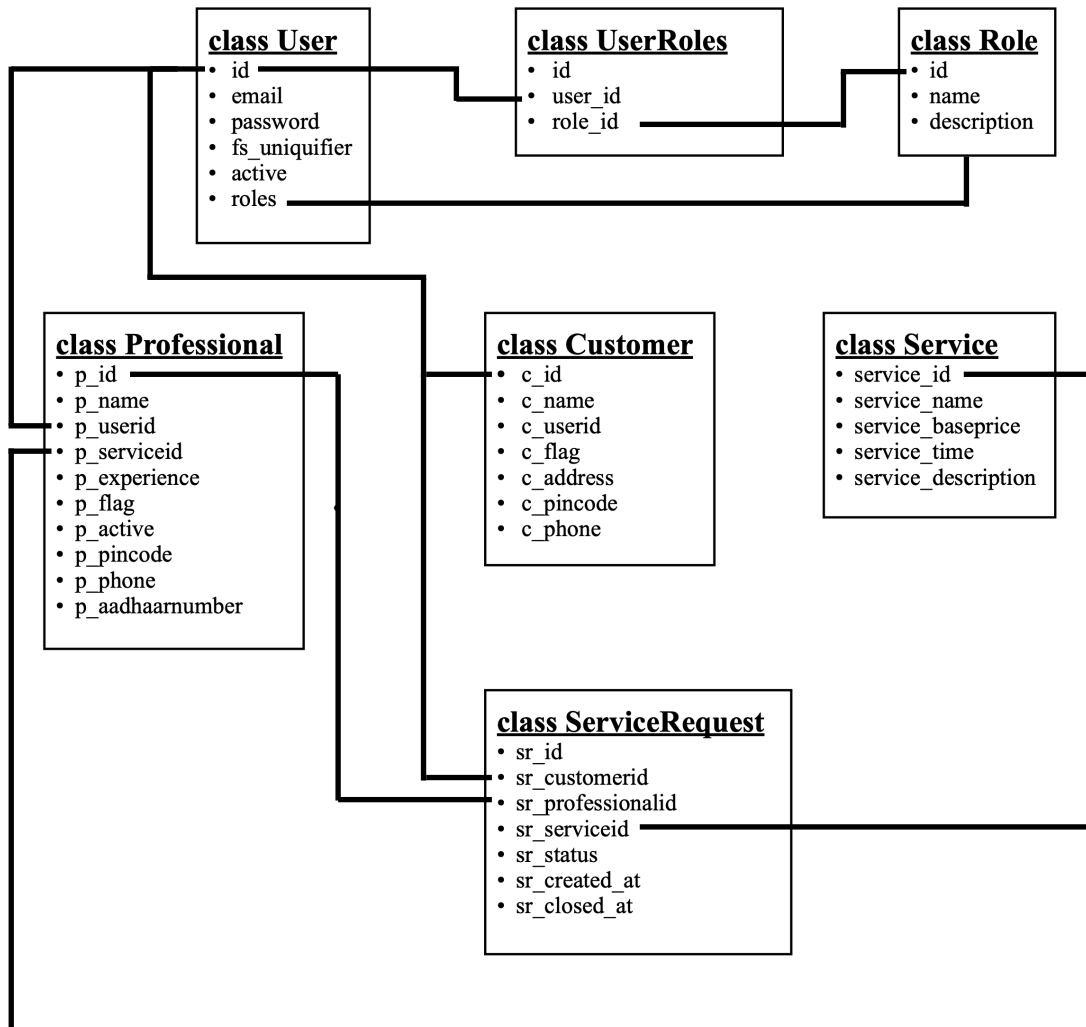 class User
• id
• email
• password
• fs_uniquifier
• active
• roles
class UserRoles
• id
• user_id
• role_id
class Role
• id
• name
• description
class Professional
• p_id
• p_name
• p_userid
• p_serviceid
• p_experience
• p_flag
• p_active
• p_pincode
• p_phone
• p_aadhaarnumber
class Customer
• c_id
• c_name
• c_userid
• c_flag
• c_address
• c_pincode
• c_phone
class Service
• service_id
• service_name
• service_baseprice
• service_time
• service_description
class ServiceRequest
• sr_id
• sr_customerid
• sr_professionalid
• sr_serviceid
• sr_status
• sr_created_at
• sr_closed_at